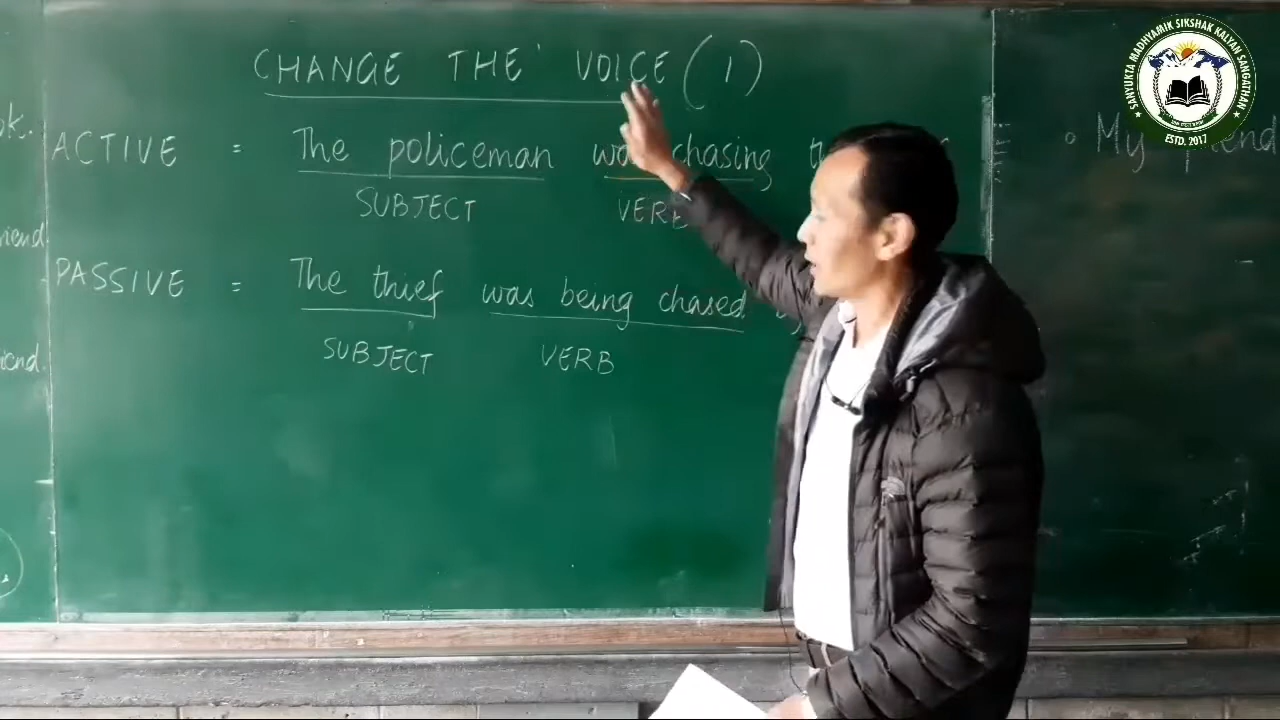 CHANGE THE VOICE (1)
ACTIVE = The policeman was chasing
SUBJECT VERB
PASSIVE = The thief was being chased
SUBJECT VERB
My friend
riend
SANYUKTA MADHYAMIK SIKSHAK KALYAN SANGATHAN
ESTD. 2017